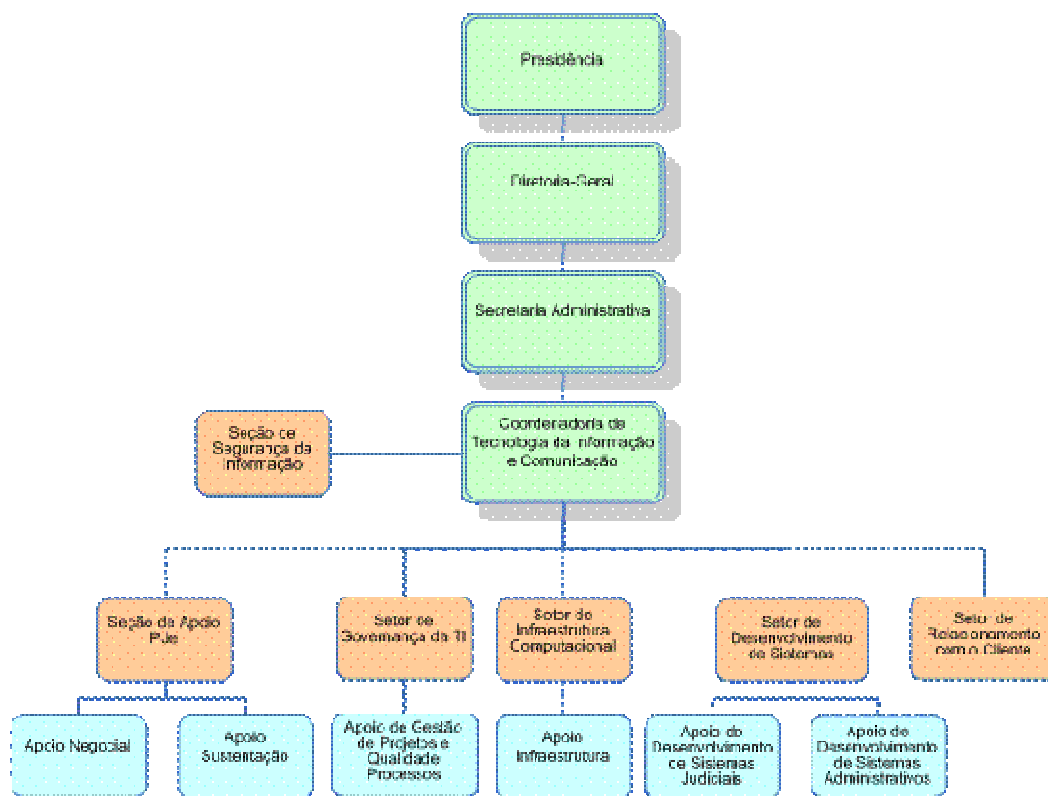 Presidência
Diretoria-Geral
Secretaria Administrativa
Coordenadoria de
Tecnologia da Informação
e Comunicação
Seção de
Segurança da
Informação
Seção de Apoio
PJe
Setor de
Governança de TI
Setor de
Infraestrutura
Computacional
Setor de
Desenvolvimento
de Sistemas
Setor de
Relacionamento
com o Cliente
Apoio Negocial
Apoio
Sustentação
Apoio de Gestão
de Projetos e
Qualidade
Processos
Apoio
Infraestrutura
Apoio do
Desenvolvimento
de Sistemas
Judiciais
Apoio do
Desenvolvimento
de Sistemas
Administrativos